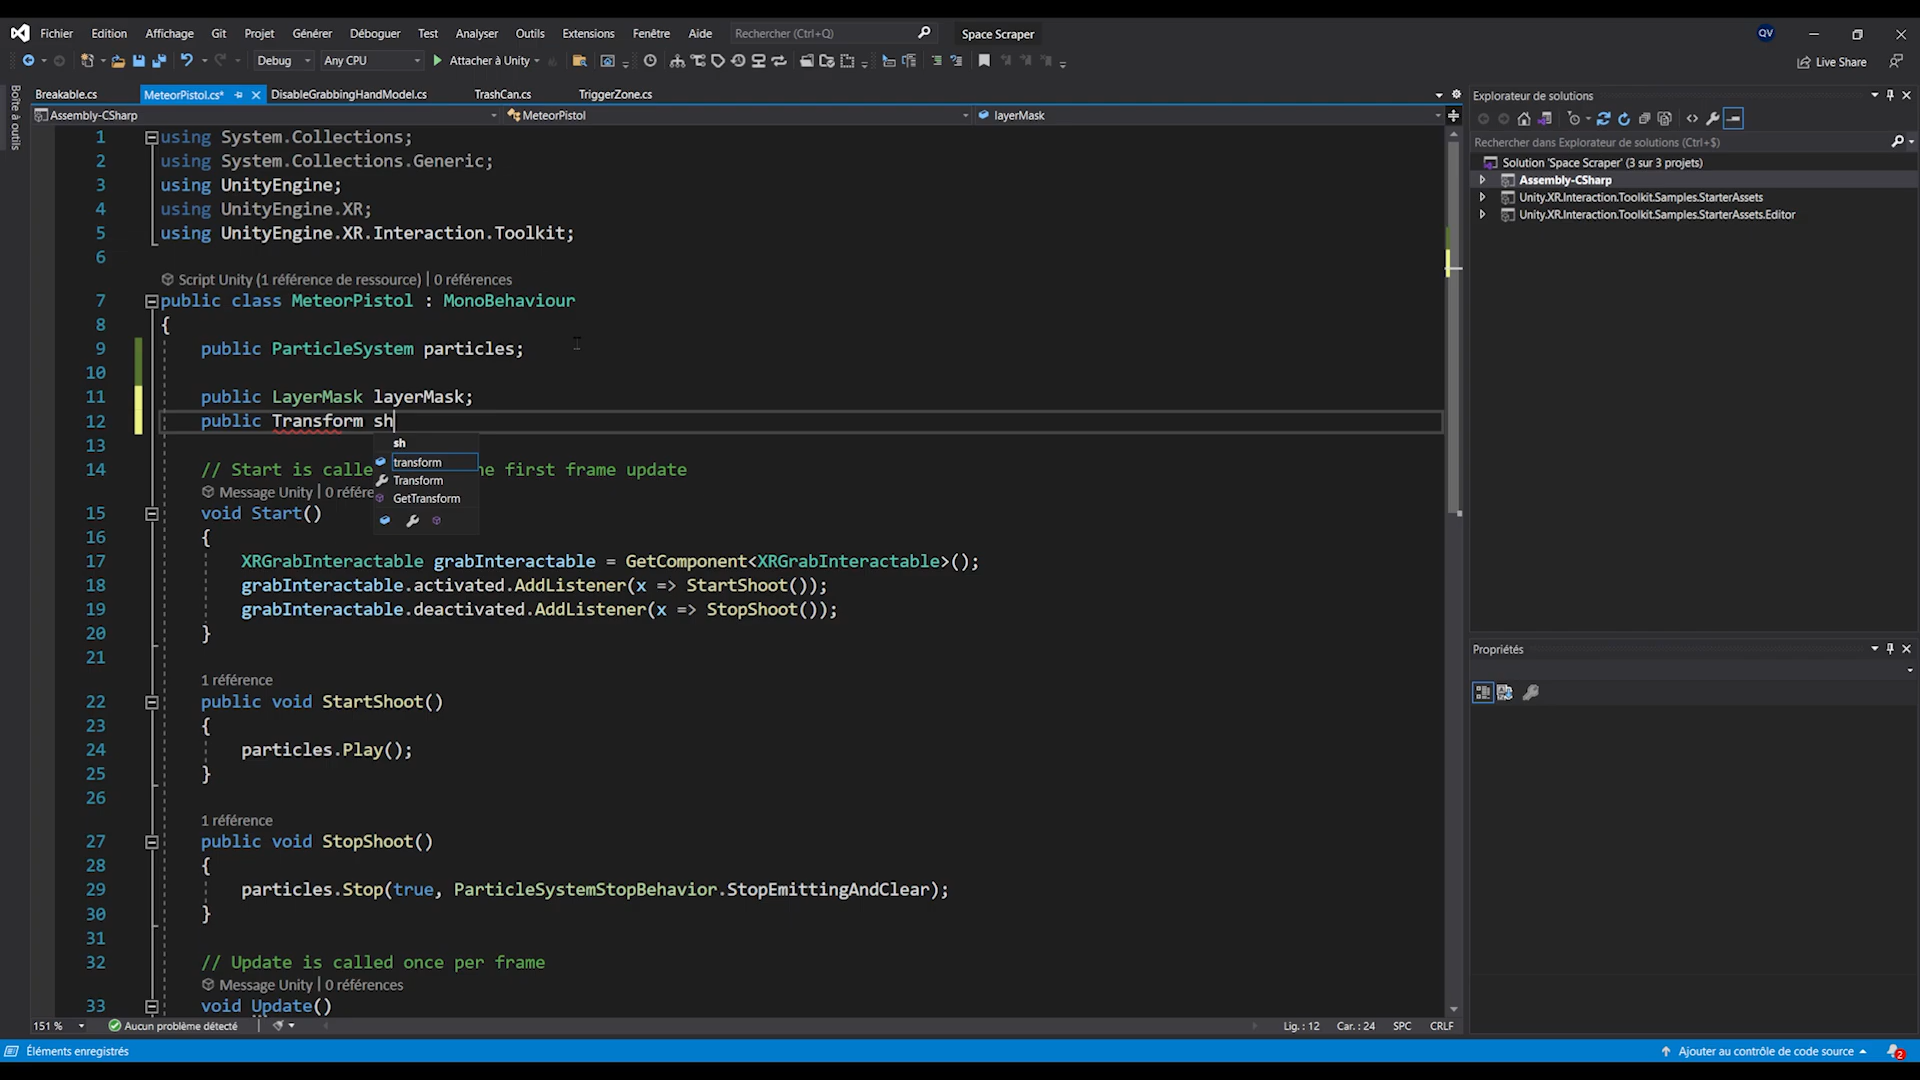 Fichier Edition Affichage Git Projet Générer Déboguer Test Analyser Outils Extensions Fenêtre Aide Rechercher (Ctrl+Q) Space Scraper QV
Debug Any CPU Attacher à Unity Live Share
Boîte à outils
Breakable.cs MeteorPistol.cs* DisableGrabbingHandModel.cs TrashCan.cs TriggerZone.cs
Assembly-CSharp MeteorPistol layerMask
1 using System.Collections;
2 using System.Collections.Generic;
3 using UnityEngine;
4 using UnityEngine.XR;
5 using UnityEngine.XR.Interaction.Toolkit;
6
Script Unity (1 référence de ressource) | 0 références
7 public class MeteorPistol : MonoBehaviour
8 {
9 public ParticleSystem particles;
10
11 public LayerMask layerMask;
12 public Transform sh
13
sh
transform
Transform
GetTransform
14 // Start is calle he first frame update
Message Unity | 0 référe
15 void Start()
16 {
17 XRGrabInteractable grabInteractable = GetComponent<XRGrabInteractable>();
18 grabInteractable.activated.AddListener(x => StartShoot());
19 grabInteractable.deactivated.AddListener(x => StopShoot());
20 }
21
1 référence
22 public void StartShoot()
23 {
24 particles.Play();
25 }
26
1 référence
27 public void StopShoot()
28 {
29 particles.Stop(true, ParticleSystemStopBehavior.StopEmittingAndClear);
30 }
31
32 // Update is called once per frame
Message Unity | 0 références
33 void Update()
151 % Aucun problème détecté Lig. : 12 Car. : 24 SPC CRLF
Explorateur de solutions
Rechercher dans Explorateur de solutions (Ctrl+$)
Solution 'Space Scraper' (3 sur 3 projets)
Assembly-CSharp
Unity.XR.Interaction.Toolkit.Samples.StarterAssets
Unity.XR.Interaction.Toolkit.Samples.StarterAssets.Editor
Propriétés
Éléments enregistrés Ajouter au contrôle de code source 2